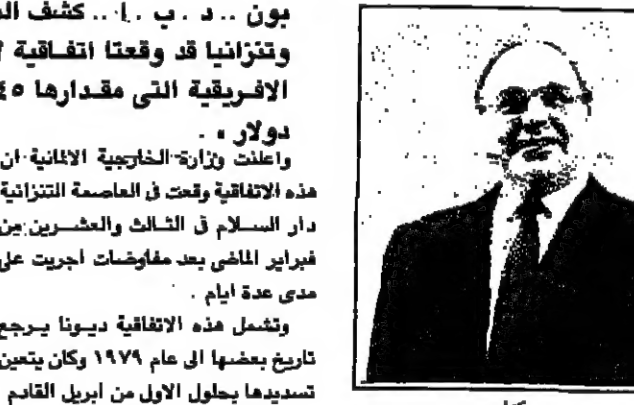 بون .. د . ب . أ .. كشف
وتنزانيا قد وقعتا اتفاقية
الافريقية التى مقدارها ٤٥
دولار » .
واعلنت وزارة الخارجية الالمانية ان
هذه الاتفاقية وقعت فى العاصمة التنزانية
دار السلام فى الثالث والعشرين من
فبراير الماضى بعد مفاوضات اجريت على
مدى عدة ايام .
وتشمل هذه الاتفاقية ديونا يرجع
تاريخ بعضها الى عام ١٩٧٩ وكان يتعين
تسديدها بحلول الاول من ابريل القادم